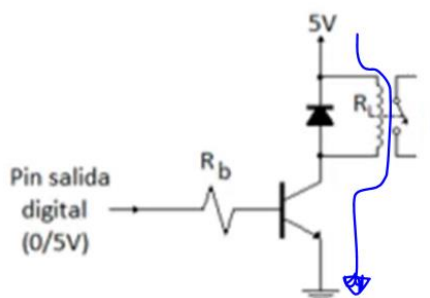 5V
R_L
R_b
Pin salida
digital
(0/5V)